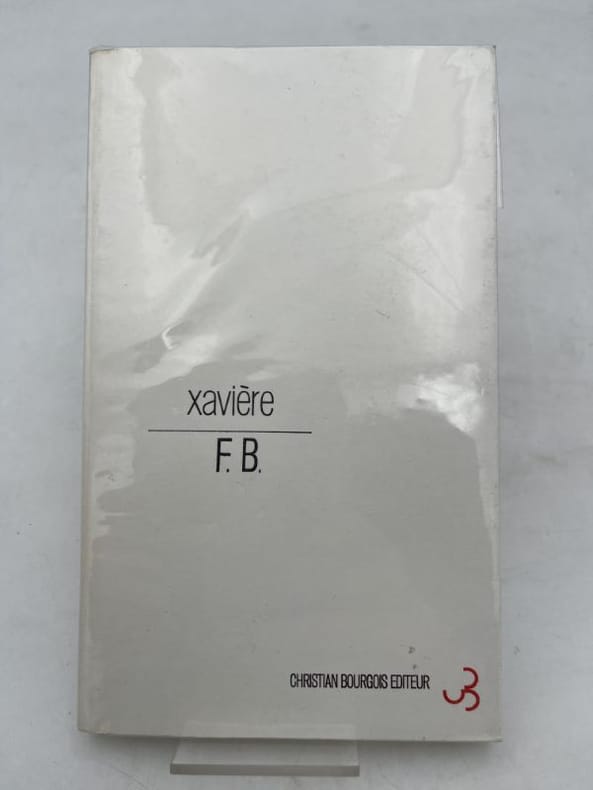 xavière
F. B.
CHRISTIAN BOURGOIS EDITEUR